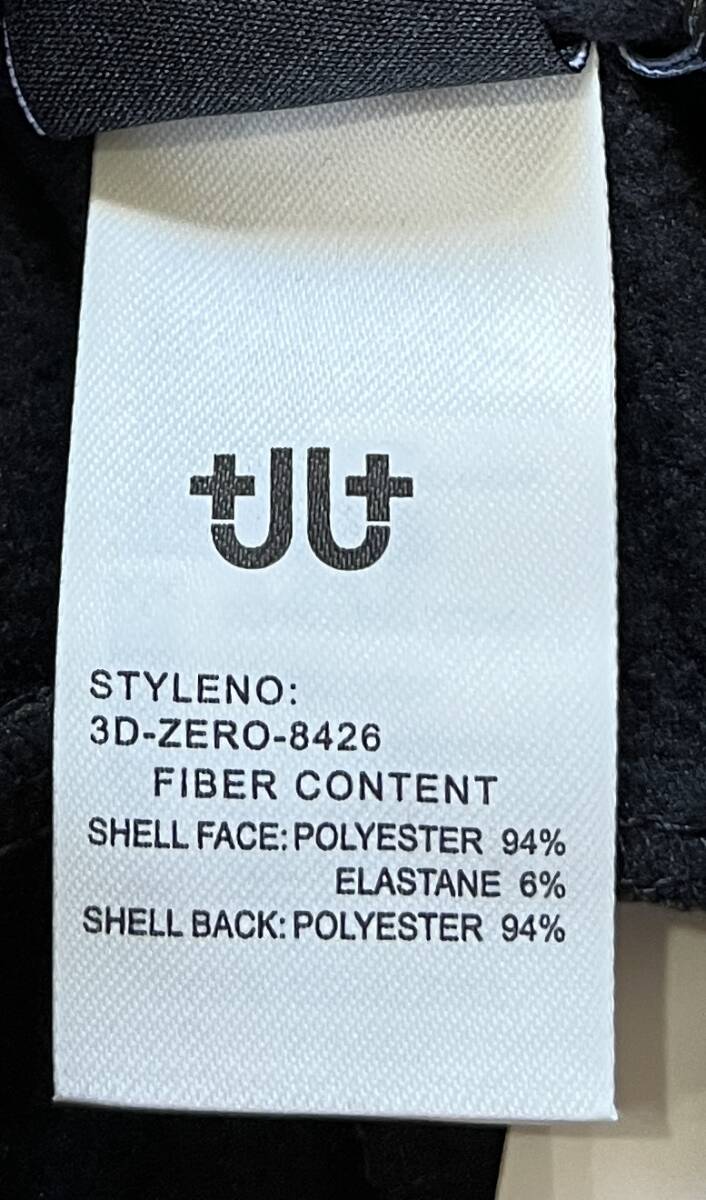 STYLENO:
3D-ZERO-8426
FIBER CONTENT
SHELL FACE: POLYESTER 94%
ELASTANE 6%
SHELL BACK: POLYESTER 94%